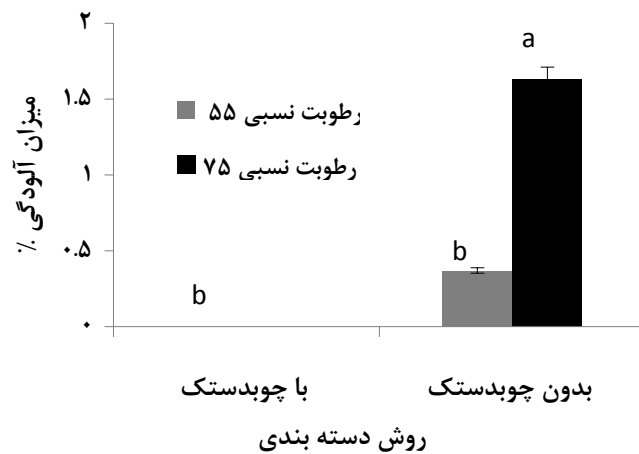 ۲
۱.۵
۱
۰.۵
۰
میزان آلودگی %
رطوبت نسبی ۵۵
رطوبت نسبی ۷۵
a
b
b
با چوبدستک
بدون چوبدستک
روش دسته بندی